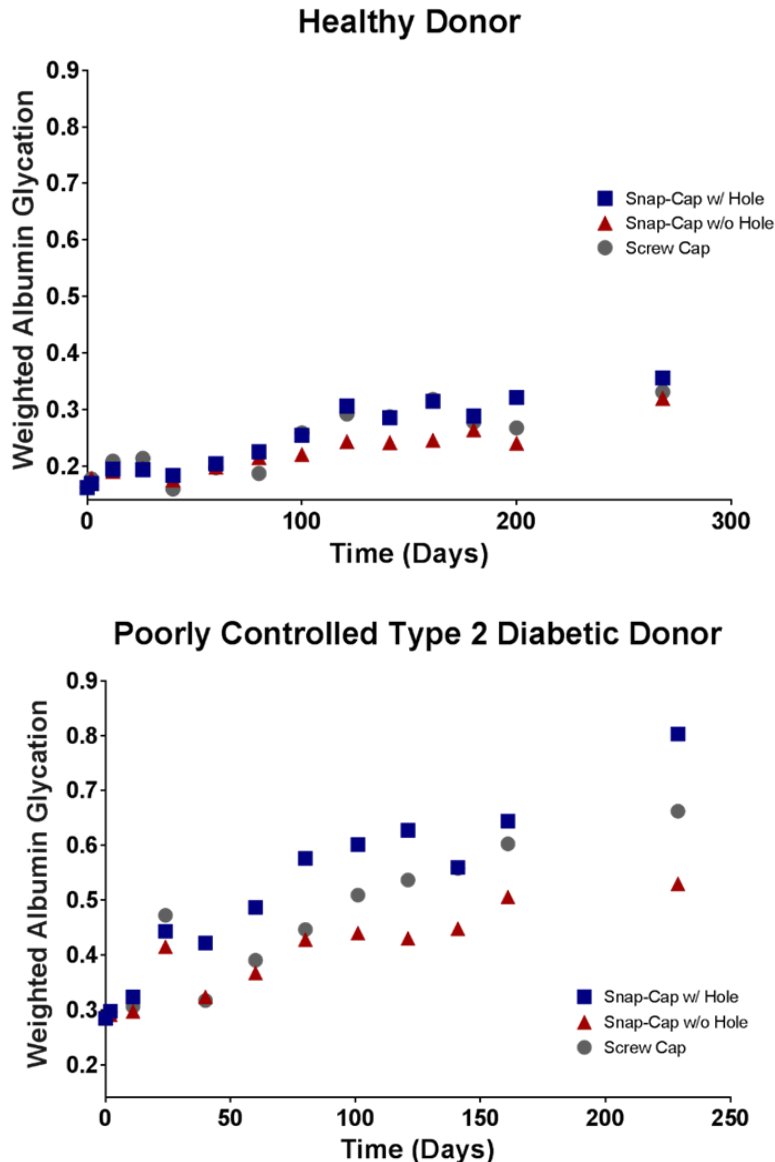 Healthy Donor
Weighted Albumin Glycation
0.9
0.8
0.7
0.6
0.5
0.4
0.3
0.2
Snap-Cap w/ Hole
Snap-Cap w/o Hole
Screw Cap
0 100 200 300
Time (Days)
Poorly Controlled Type 2 Diabetic Donor
Weighted Albumin Glycation
0.9
0.8
0.7
0.6
0.5
0.4
0.3
0.2
Snap-Cap w/ Hole
Snap-Cap w/o Hole
Screw Cap
0 50 100 150 200 250
Time (Days)